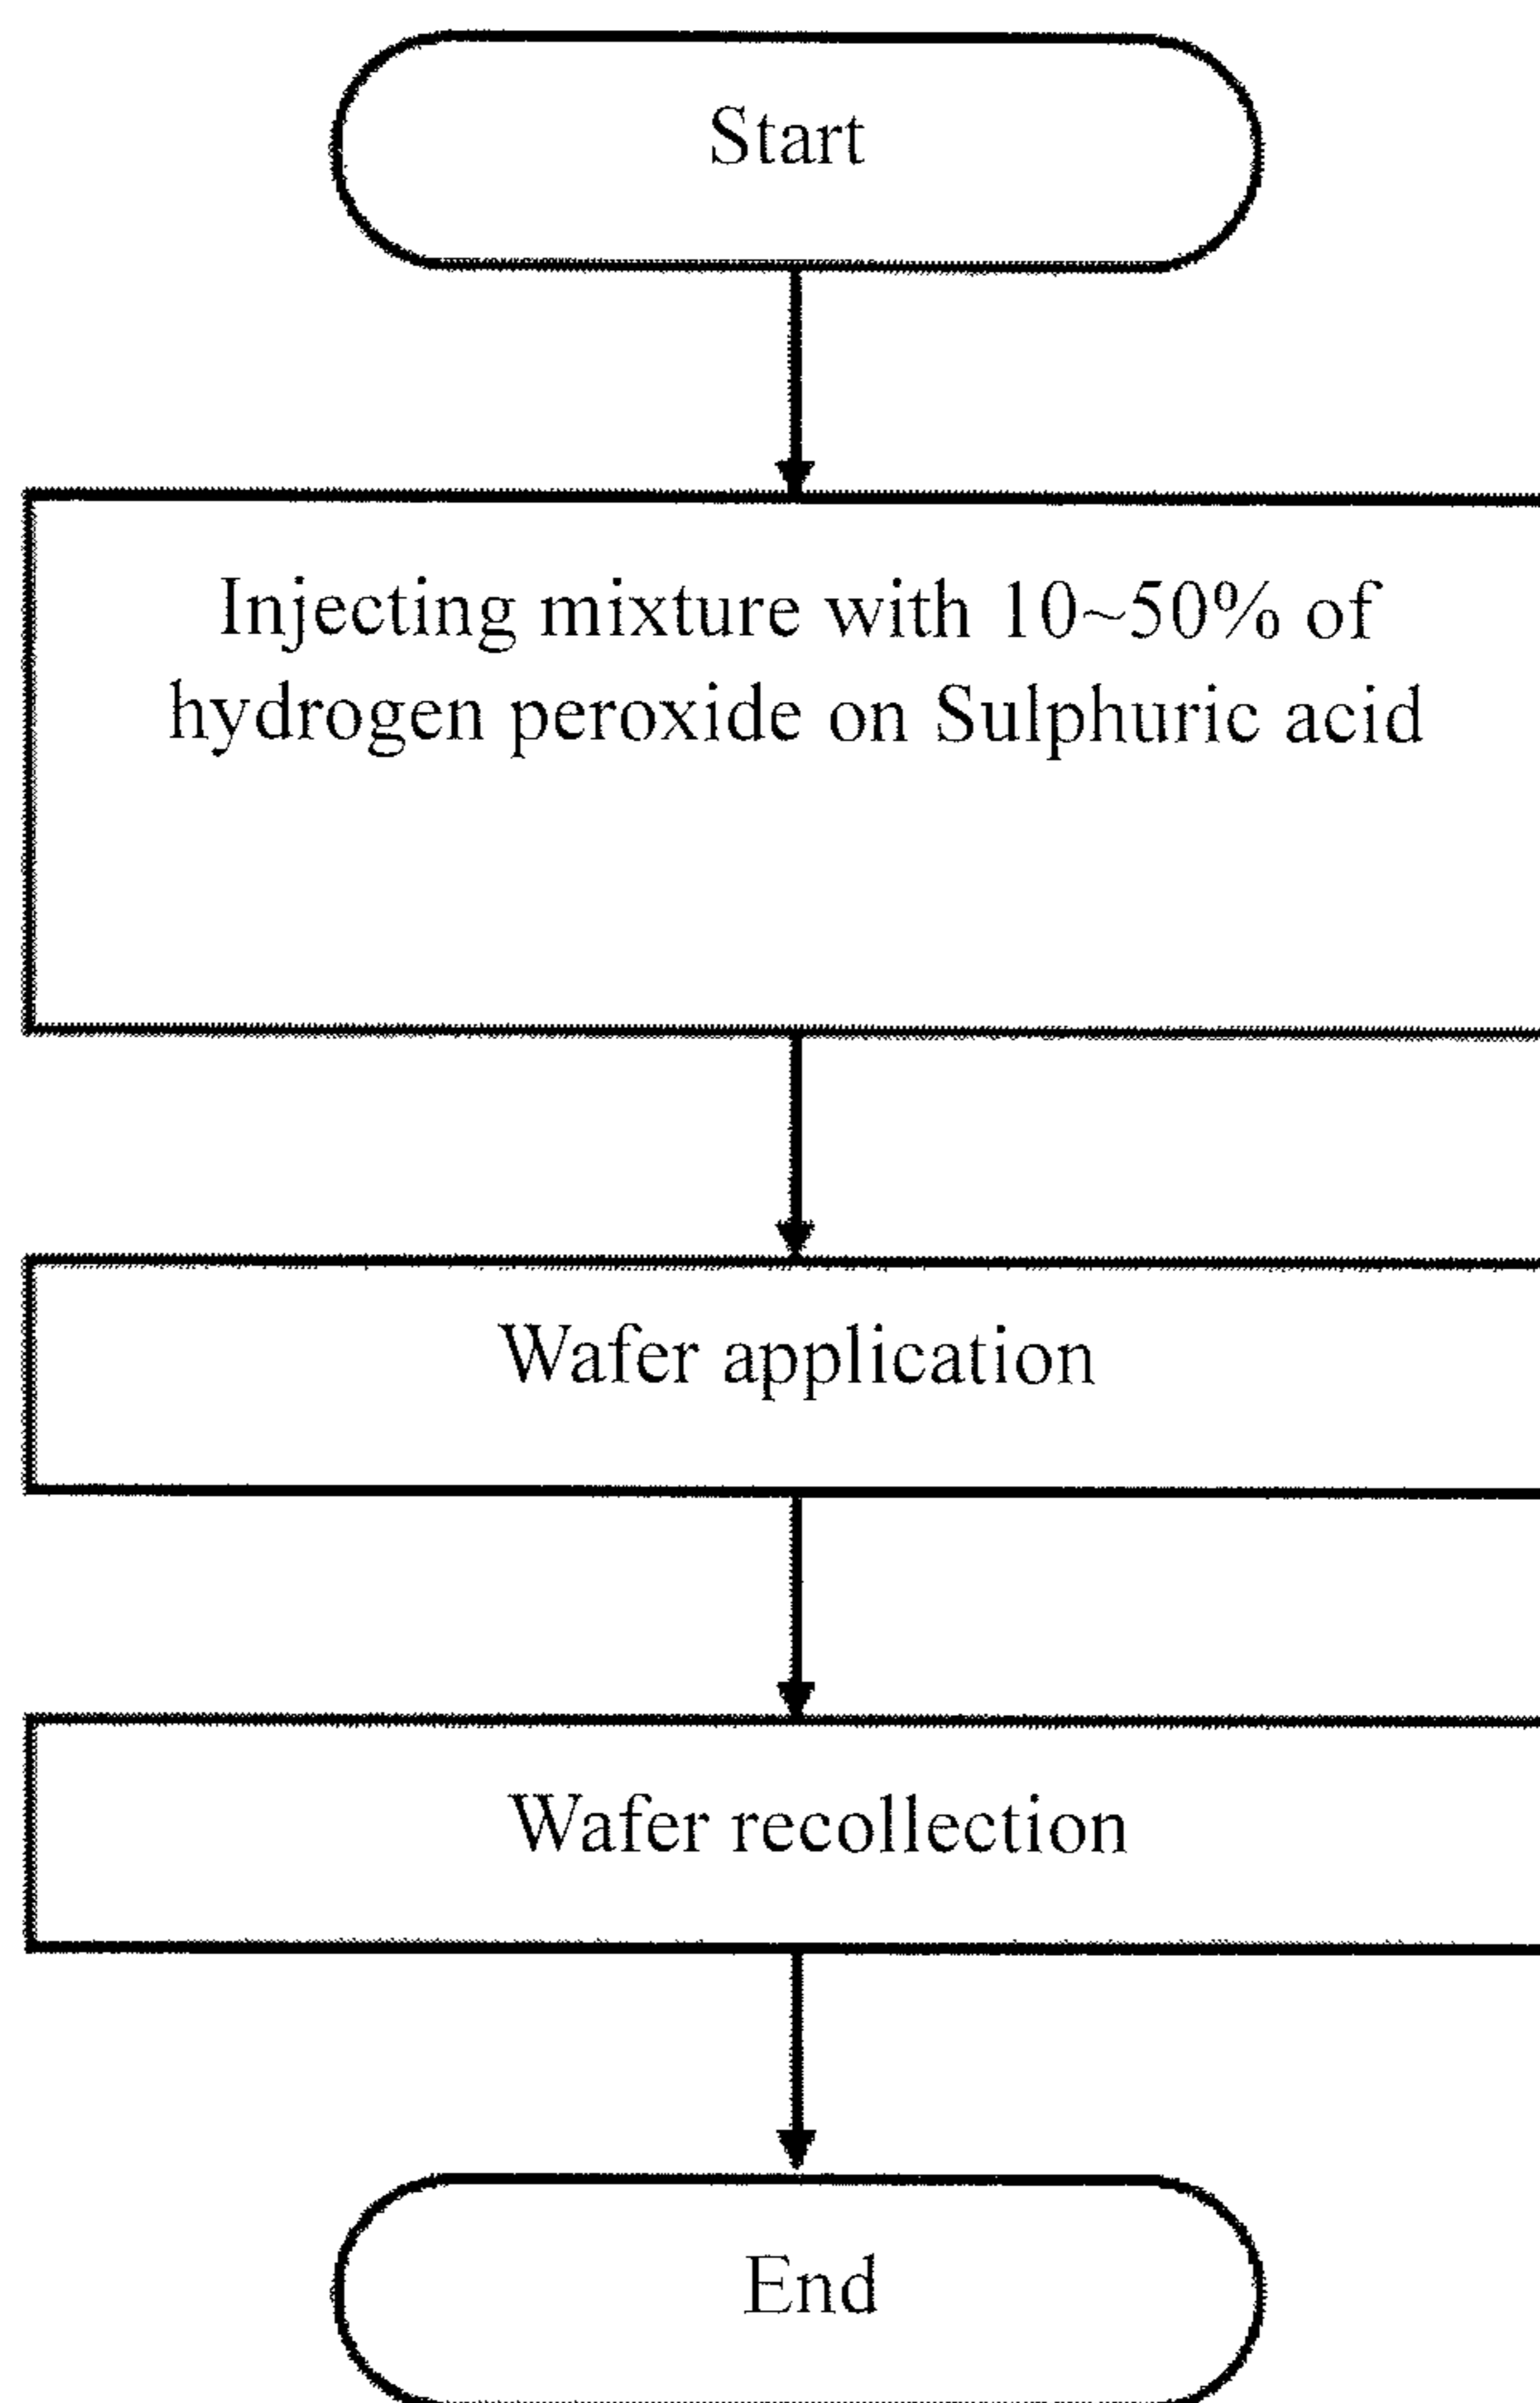 Start
Injecting mixture with 10~50% of
hydrogen peroxide on Sulphuric acid
Wafer application
Wafer recollection
End